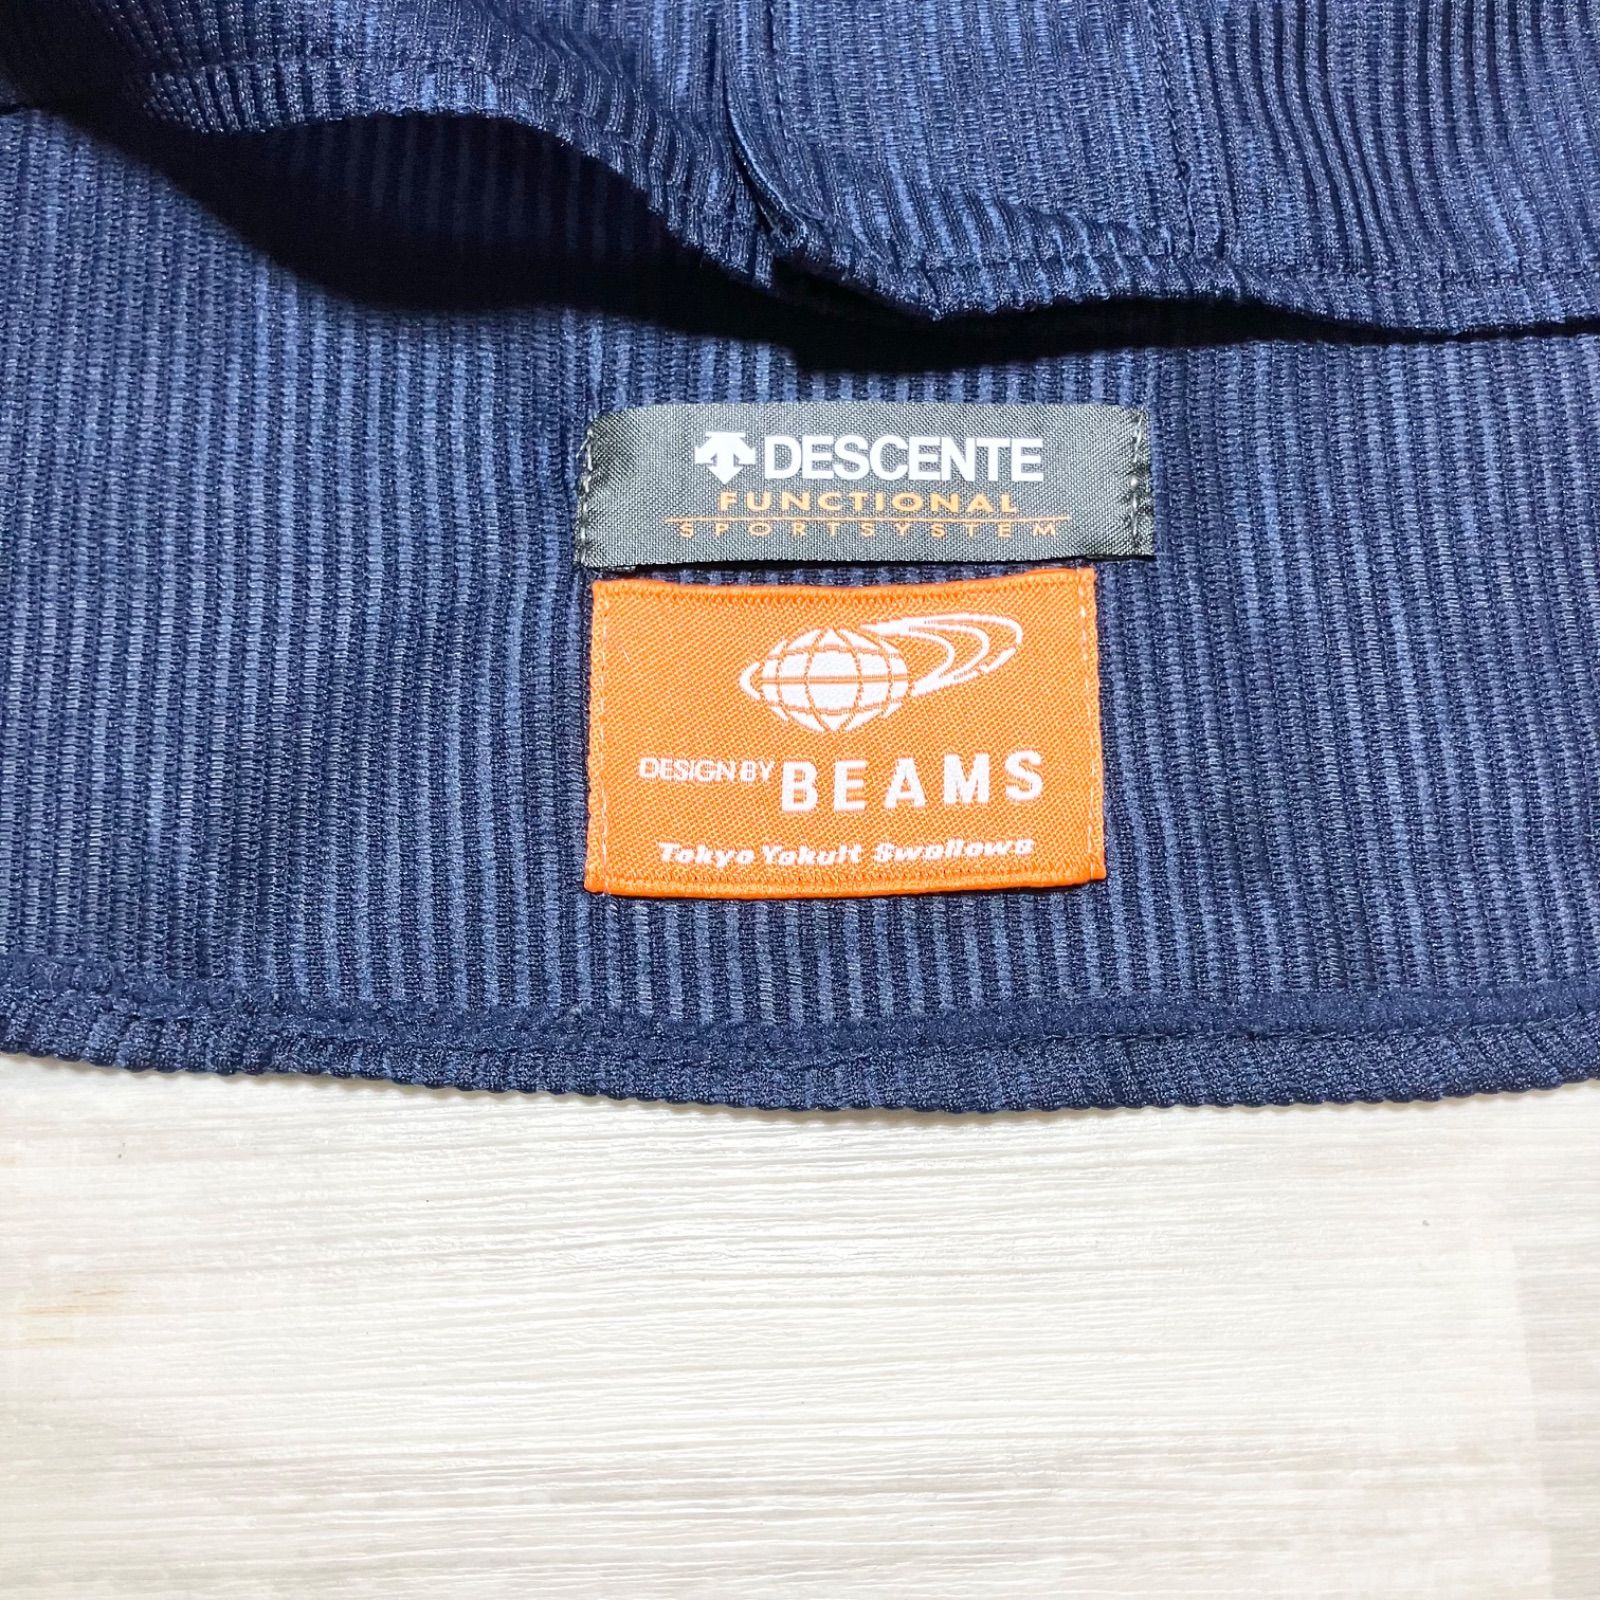 DESCENTE
FUNCTIONAL
SPORTSYSTEM
DESIGN BY BEAMS
Tokyo Yakult Swallows